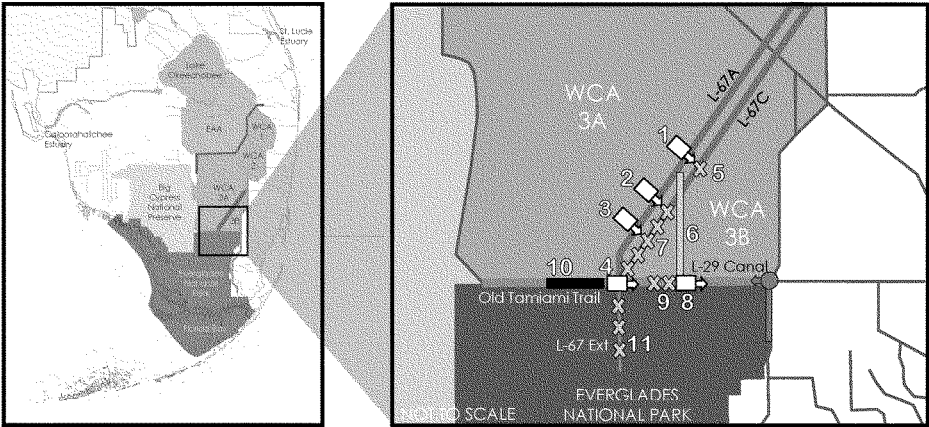 St. Lucie
Estuary
Lake
Okeechobee
Caloosahatchee
Estuary
EAA
WCA
WCA
WCA
3A
Big
Cypress
National
Preserve
Florida Bay
WCA
3A
L-67A
L-67C
1
5
2
3
WCA
3B
6
7
L-29 Canal
10
4
9
8
Old Tamiami Trail
L-67 Ext
11
EVERGLADES
NATIONAL PARK
NOT TO SCALE